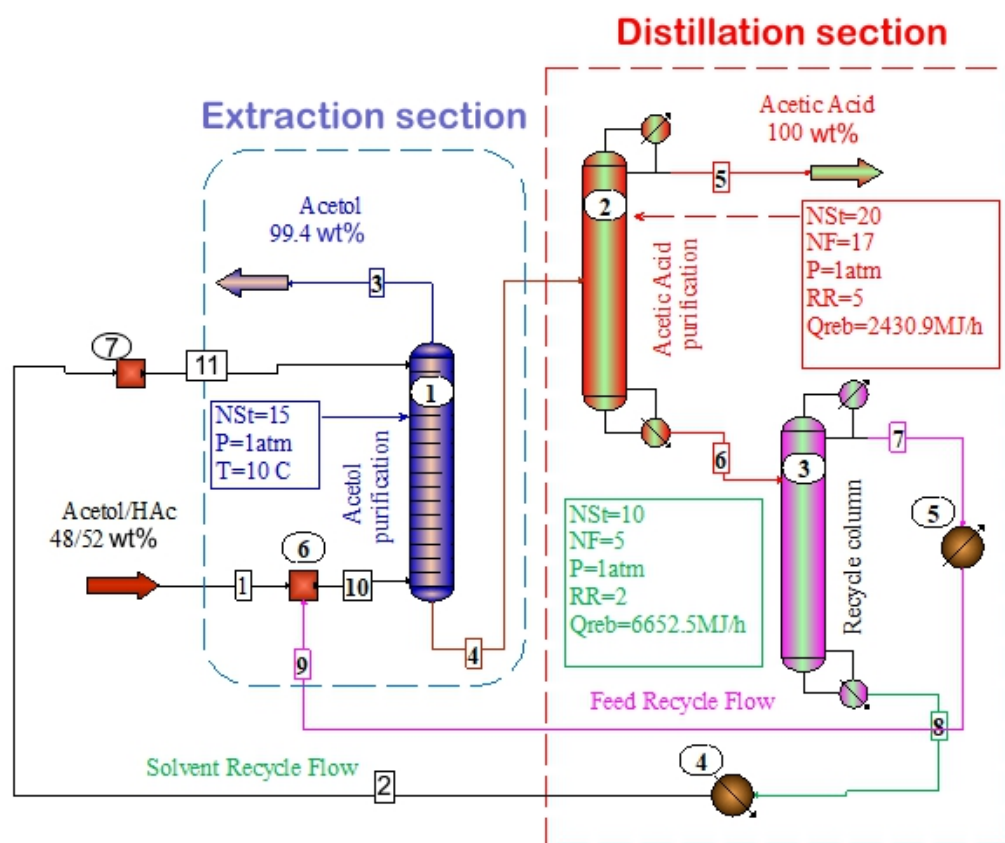 Distillation section
Extraction section
Acetic Acid
100 wt%
5
2
NSt=20
NF=17
P=1atm
RR=5
Qreb=2430.9MJ/h
Acetic Acid
purification
Acetol
99.4 wt%
3
7
11
1
NSt=15
P=1atm
T=10 C
Acetol
purification
Acetol/HAc
48/52 wt%
1
6
10
4
9
6
3
7
5
Recycle column
NSt=10
NF=5
P=1atm
RR=2
Qreb=6652.5MJ/h
Feed Recycle Flow
8
Solvent Recycle Flow
2
4